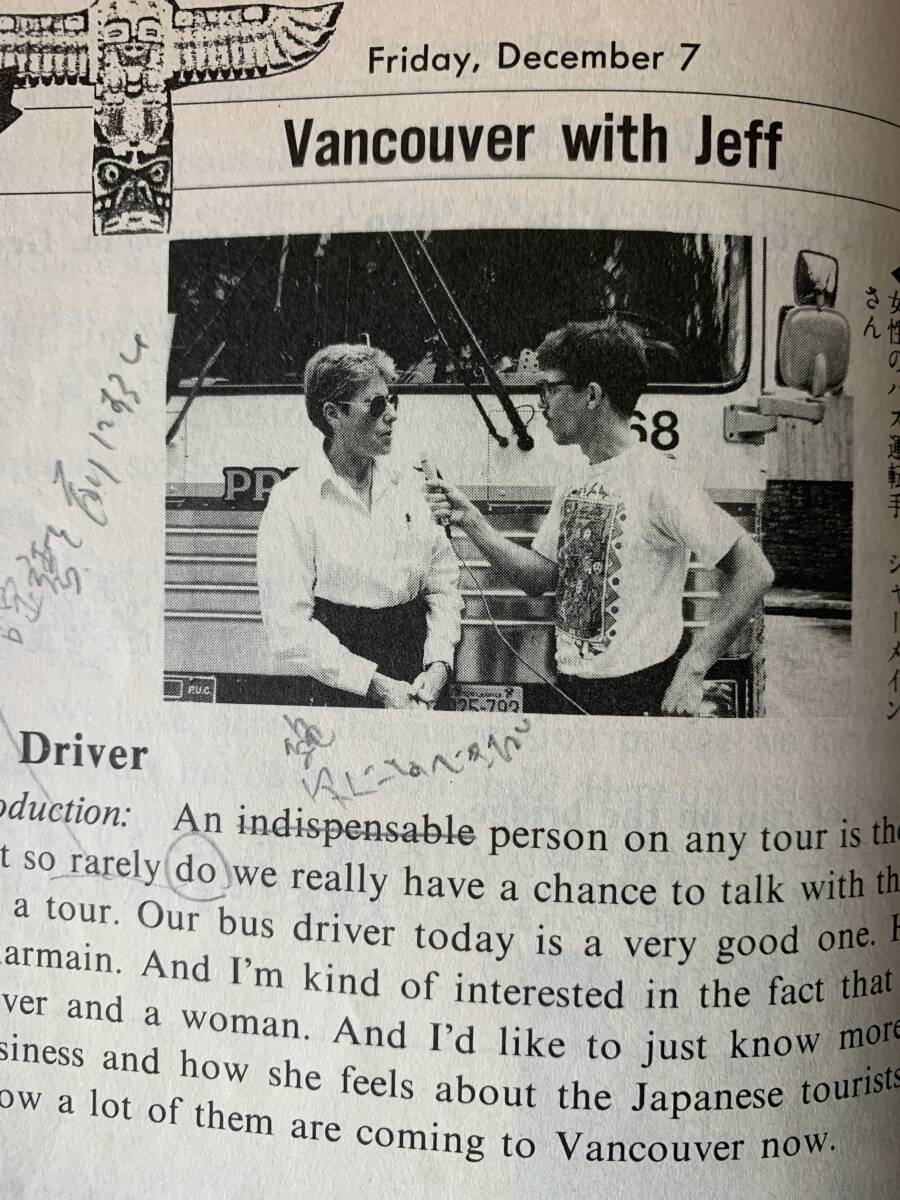 Friday, December 7
Vancouver with Jeff
女性のバス運転手 シャーメイン
さん
68
PP
P.U.C.
Driver
oduction: An indispensable person on any tour is the
t so rarely do we really have a chance to talk with th
a tour. Our bus driver today is a very good one. H
armain. And I'm kind of interested in the fact that
ver and a woman. And I'd like to just know more
siness and how she feels about the Japanese tourists
ow a lot of them are coming to Vancouver now.